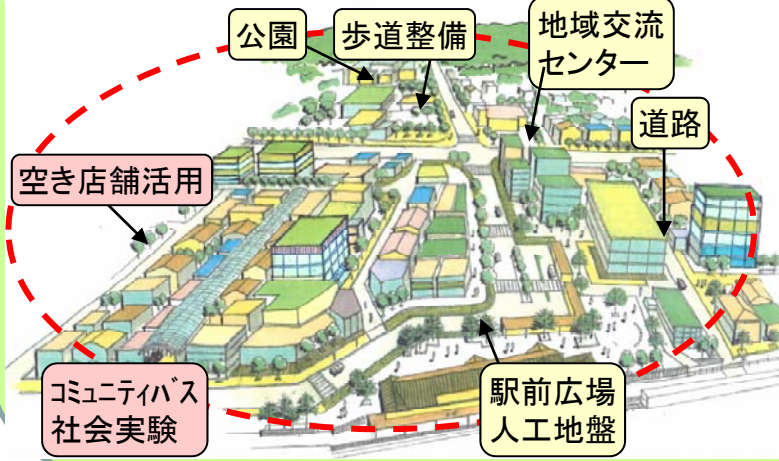 公園
歩道整備
地域交流
センター
道路
空き店舗活用
コミュニティバス
社会実験
駅前広場
人工地盤